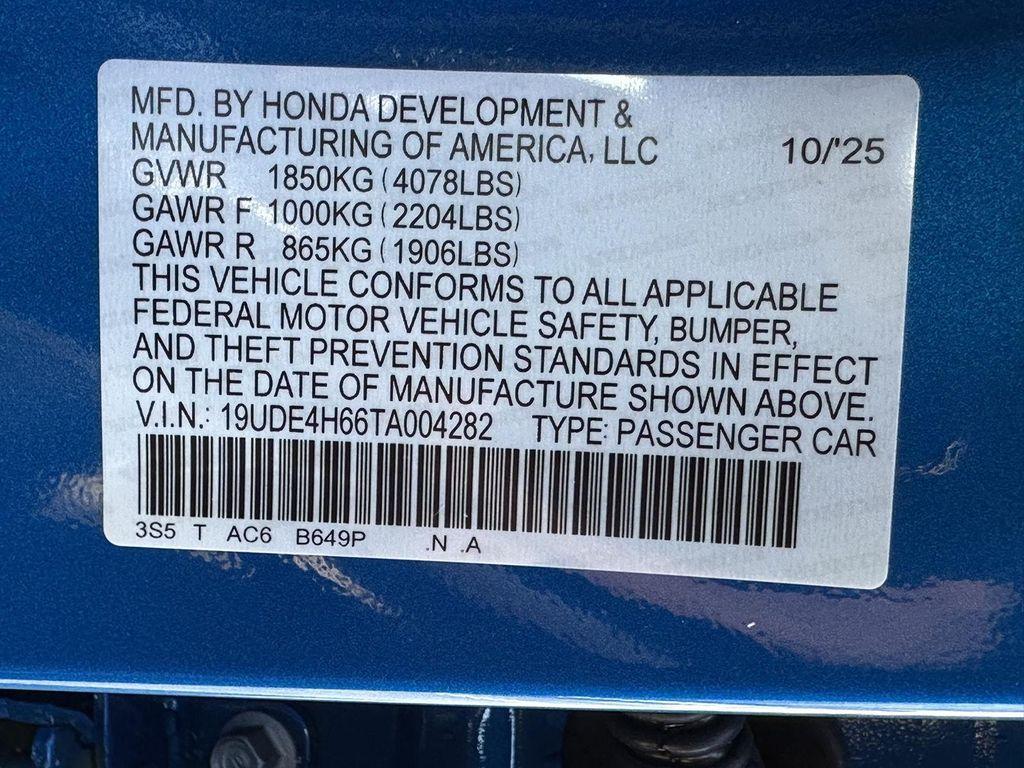 MFD. BY HONDA DEVELOPMENT &
MANUFACTURING OF AMERICA, LLC 10/'25
GVWR 1850KG (4078LBS)
GAWR F 1000KG (2204LBS)
GAWR R 865KG (1906LBS)
THIS VEHICLE CONFORMS TO ALL APPLICABLE
FEDERAL MOTOR VEHICLE SAFETY, BUMPER,
AND THEFT PREVENTION STANDARDS IN EFFECT
ON THE DATE OF MANUFACTURE SHOWN ABOVE.
V.I.N.: 19UDE4H66TA004282 TYPE: PASSENGER CAR
3S5 T AC6 B649P .N .A